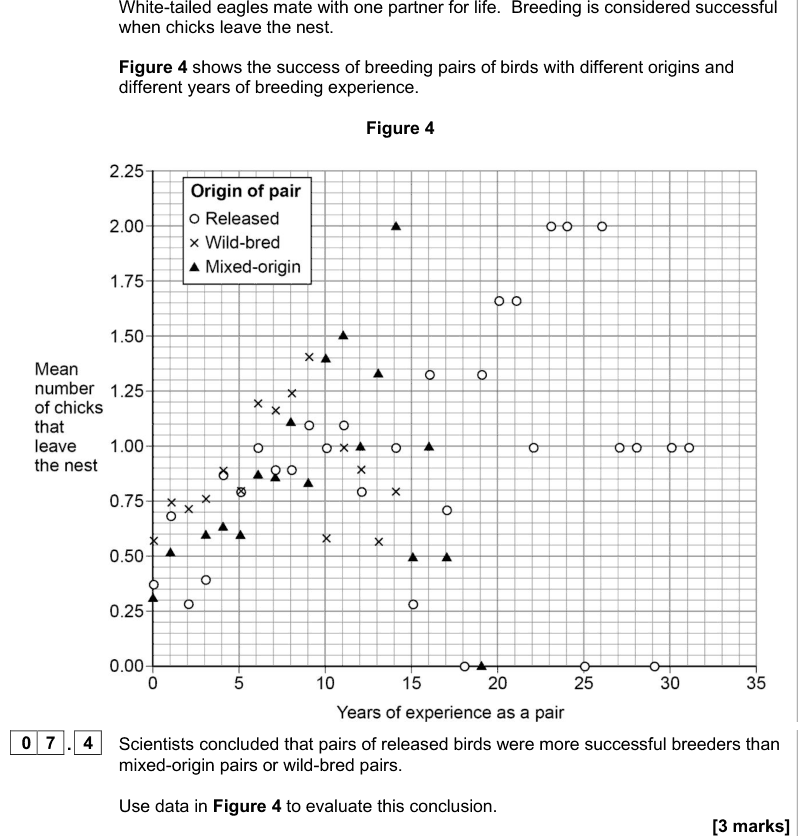 White-tailed eagles mate with one partner for life. Breeding is considered successful
when chicks leave the nest.
Figure 4 shows the success of breeding pairs of birds with different origins and
different years of breeding experience.
Figure 4
2.25
2.00
1.75
1.50
1.25
1.00
0.75
0.50
0.25
0.00
Origin of pair
Released
Wild-bred
Mixed-origin
Mean
number
of chicks
that
leave
the nest
0 5 10 15 20 25 30 35
Years of experience as a pair
0 7 . 4 Scientists concluded that pairs of released birds were more successful breeders than
mixed-origin pairs or wild-bred pairs.
Use data in Figure 4 to evaluate this conclusion.
[3 marks]